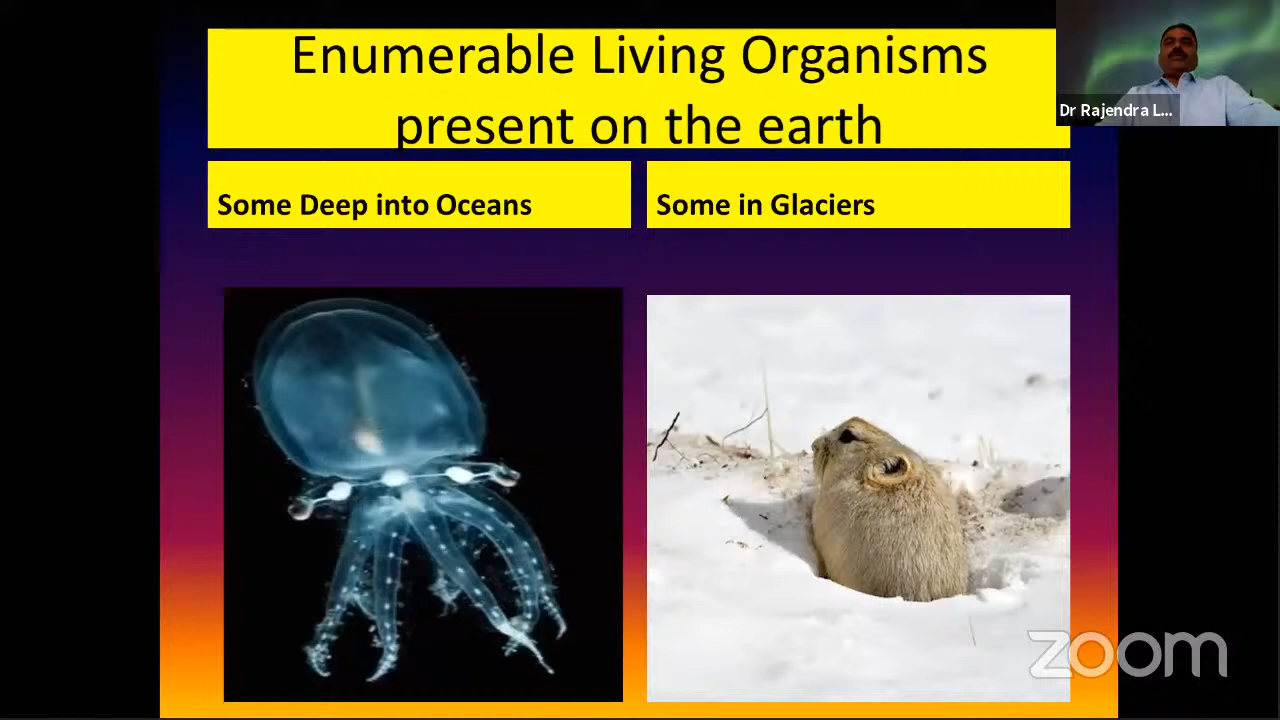 Enumerable Living Organisms
present on the earth
Dr Rajendra L...
Some Deep into Oceans
Some in Glaciers
zoom